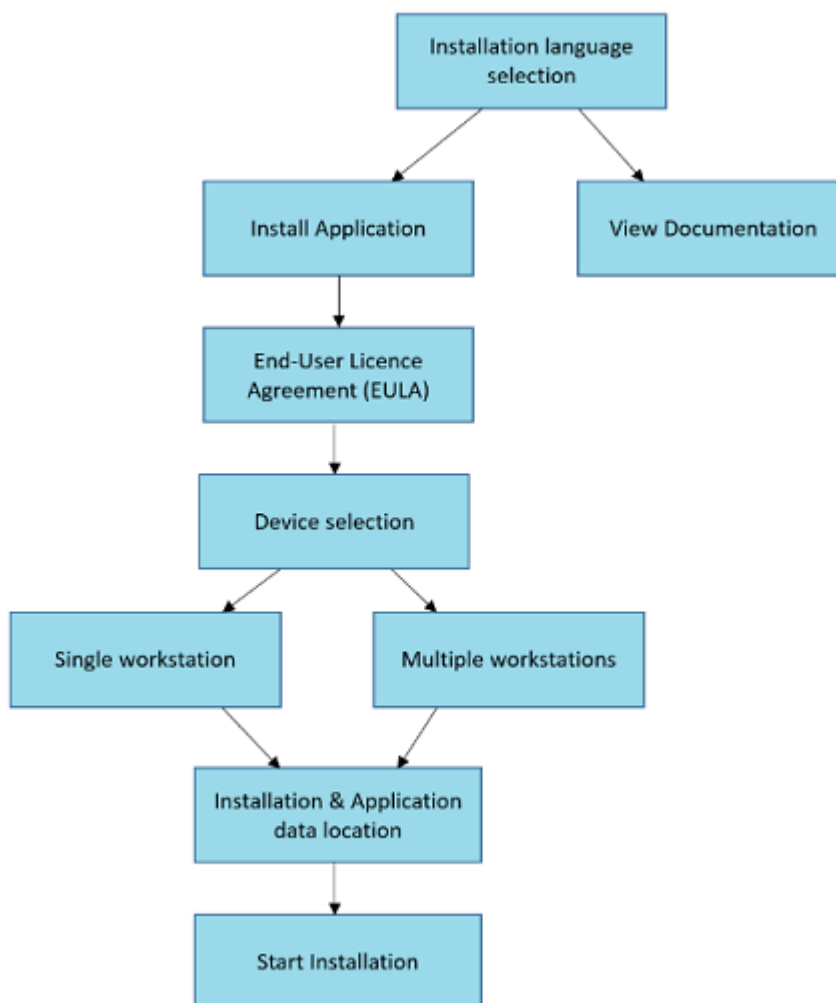 Installation language
selection
Install Application
View Documentation
End-User Licence
Agreement (EULA)
Device selection
Single workstation
Multiple workstations
Installation & Application
data location
Start Installation